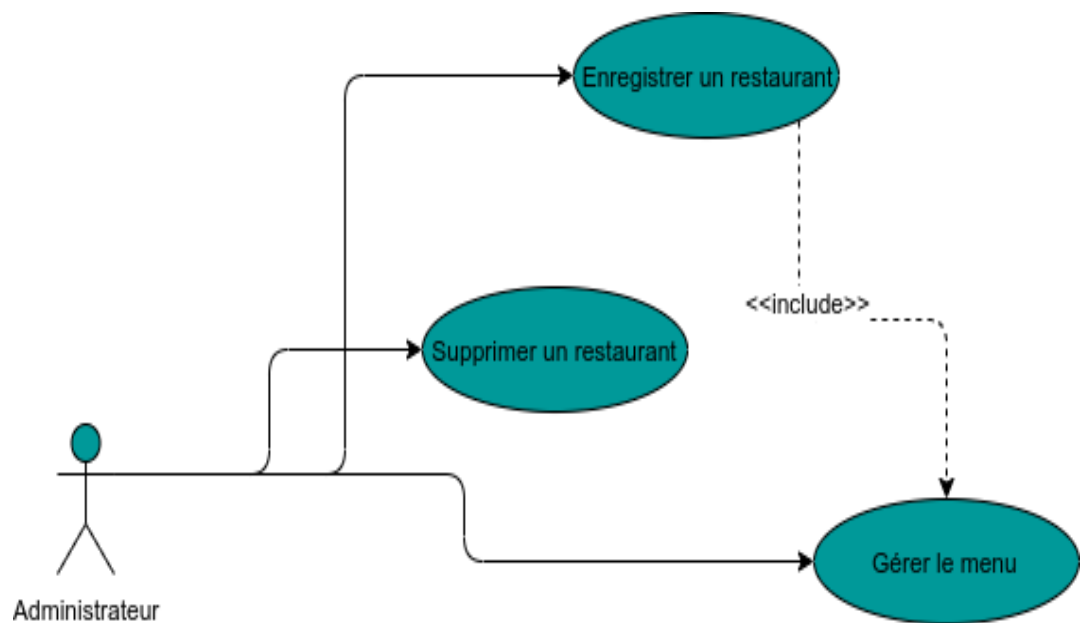 Enregistrer un restaurant
<<include>>
Supprimer un restaurant
Gérer le menu
Administrateur